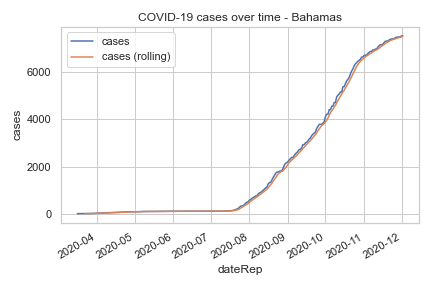 COVID-19 cases over time - Bahamas
cases
cases (rolling)
6000
4000
2000
0
cases
2020-04
2020-05
2020-06
2020-07
2020-08
2020-09
2020-10
2020-11
2020-12
dateRep